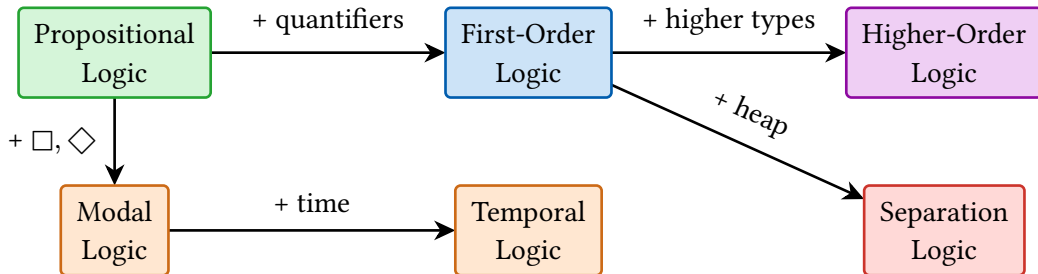 Propositional
Logic
+ quantifiers
First-Order
Logic
+ higher types
Higher-Order
Logic
+ □, ◇
+ heap
Modal
Logic
+ time
Temporal
Logic
Separation
Logic